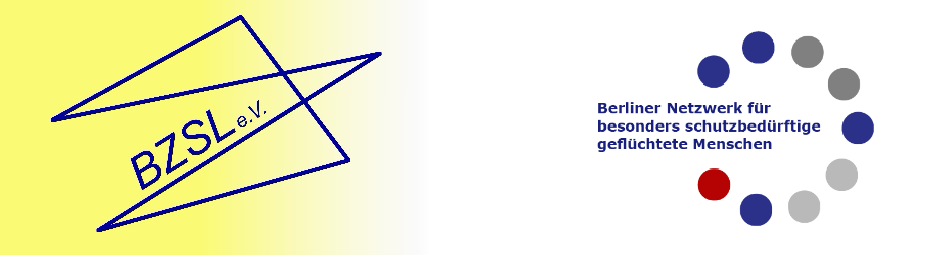 BZSL e.V.
Berliner Netzwerk für
besonders schutzbedürftige
geflüchtete Menschen